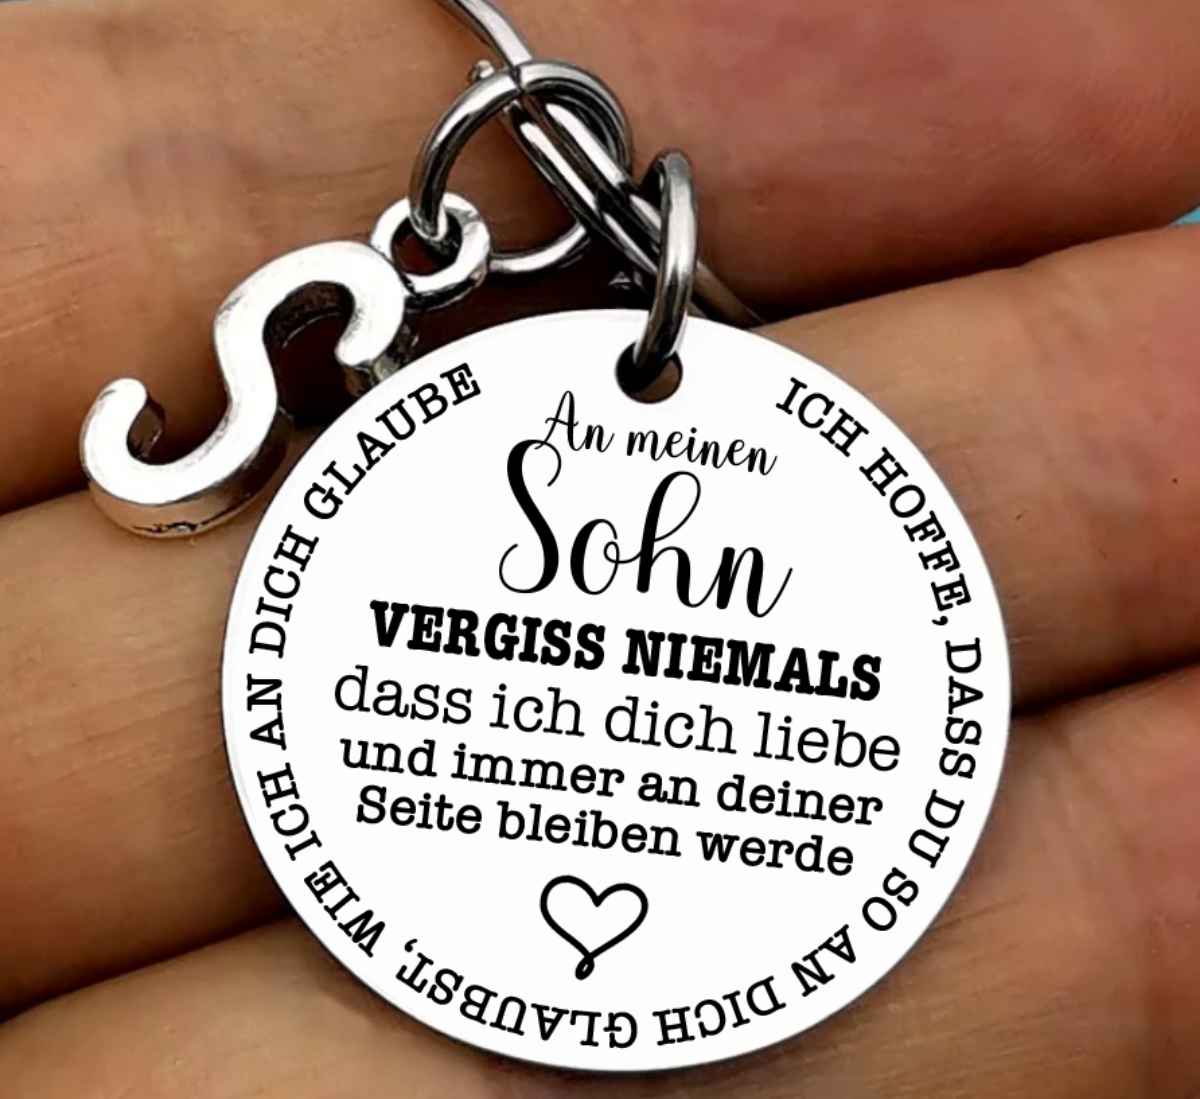 S
An meinen
Sohn
VERGISS NIEMALS
dass ich dich liebe
und immer an deiner
Seite bleiben werde
ICH HOFFE, DASS DU SO AN DICH GLAUBST, WIE ICH AN DICH GLAUBE